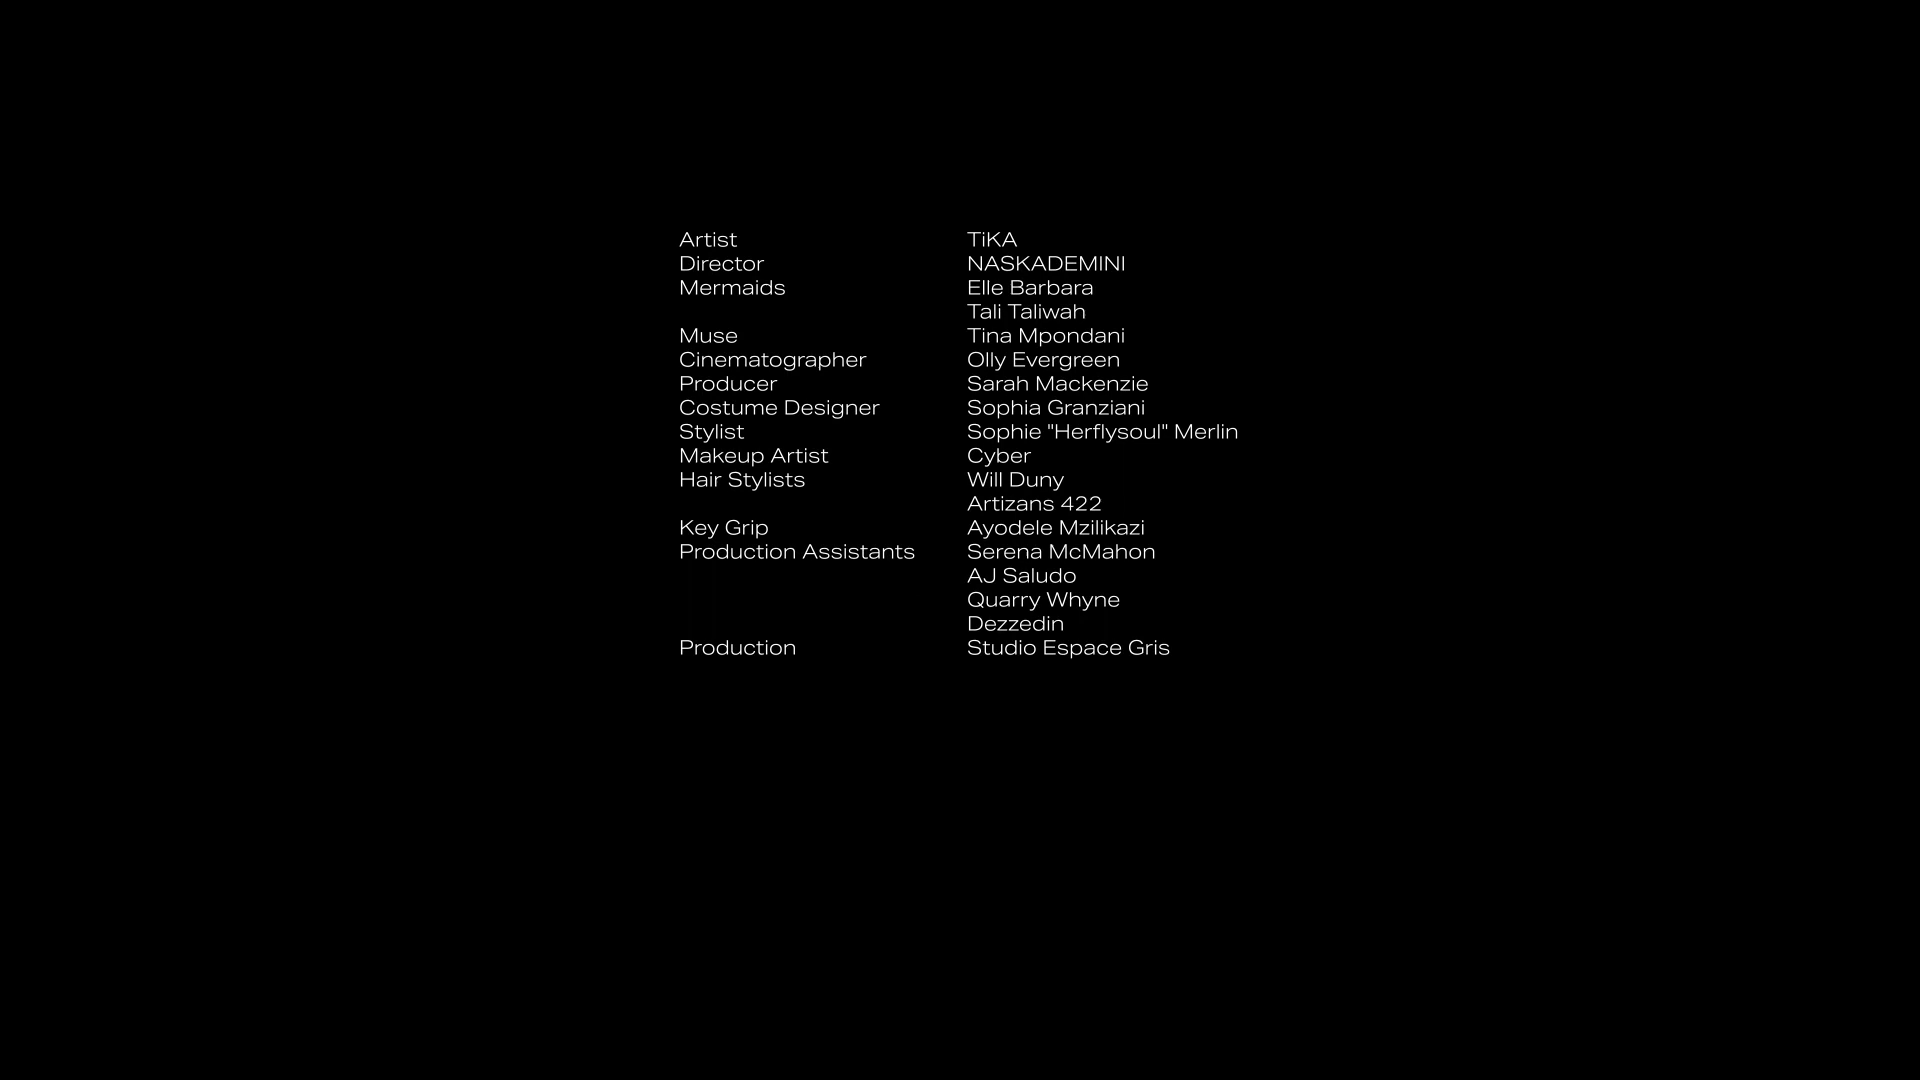 Artist TiKA
Director NASKADEMINI
Mermaids Elle Barbara
Tali Taliwah
Muse Tina Mpondani
Cinematographer Olly Evergreen
Producer Sarah Mackenzie
Costume Designer Sophia Granziani
Stylist Sophie "Herflysoul" Merlin
Makeup Artist Cyber
Hair Stylists Will Duny
Artizans 422
Key Grip Ayodele Mzilikazi
Production Assistants Serena McMahon
AJ Saludo
Quarry Whyne
Dezzedin
Production Studio Espace Gris